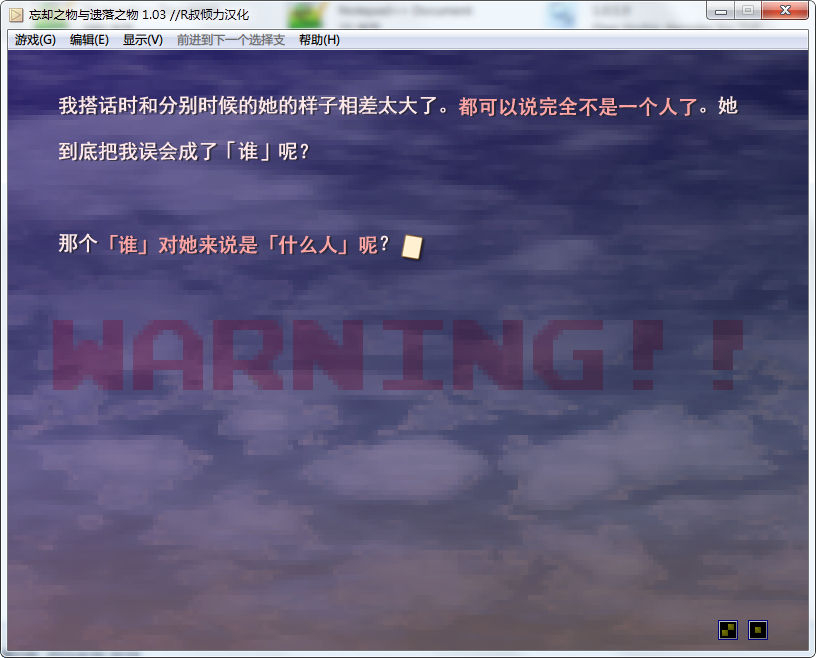 忘却之物与遗落之物 1.03 //R叔倾力汉化
游戏(G) 编辑(E) 显示(V) 前进到下一个选择支 帮助(H)
我搭话时和分别时候的她的样子相差太大了。都可以说完全不是一个人了。她
到底把我误会成了「谁」呢？
那个「谁」对她来说是「什么人」呢？
WARNING!!